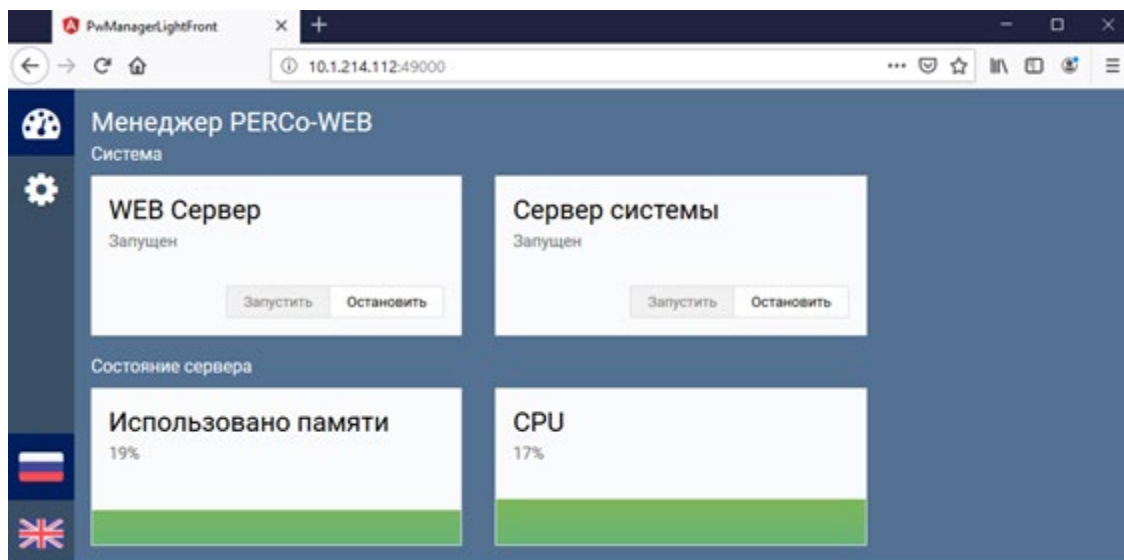 PwManagerLightFront
10.1.214.112:49000
Менеджер PERCo-WEB
Система
WEB Сервер
Запущен
Запустить Остановить
Сервер системы
Запущен
Запустить Остановить
Состояние сервера
Использовано памяти
19%
CPU
17%